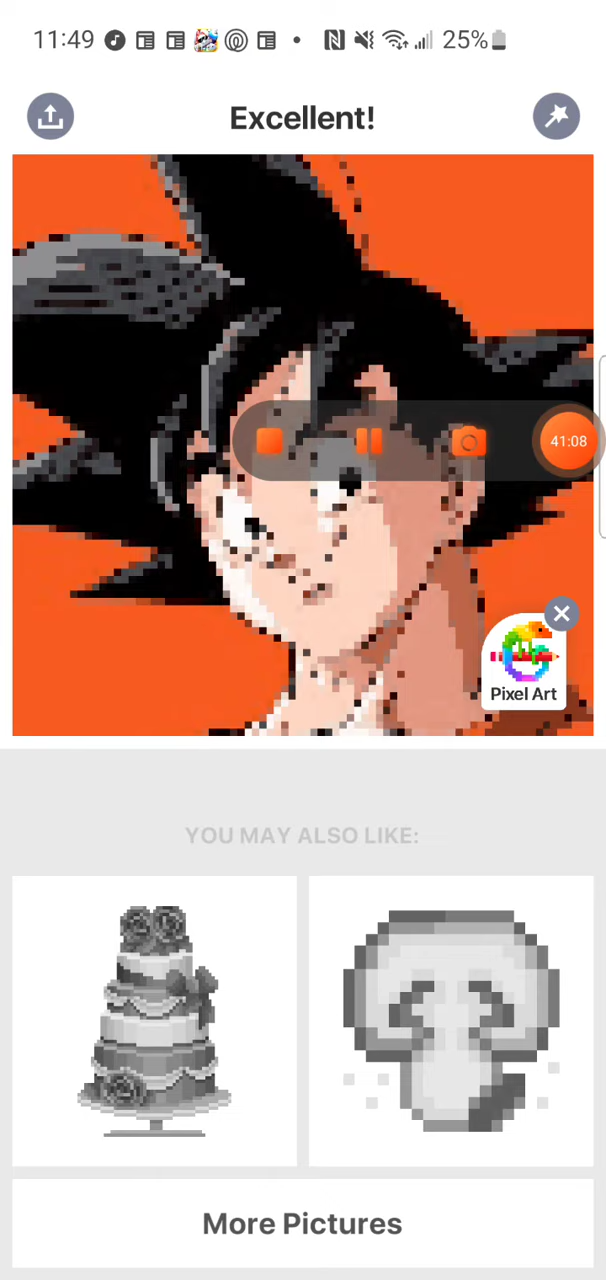 11:49
25%
Excellent!
41:08
Pixel Art
YOU MAY ALSO LIKE:
More Pictures